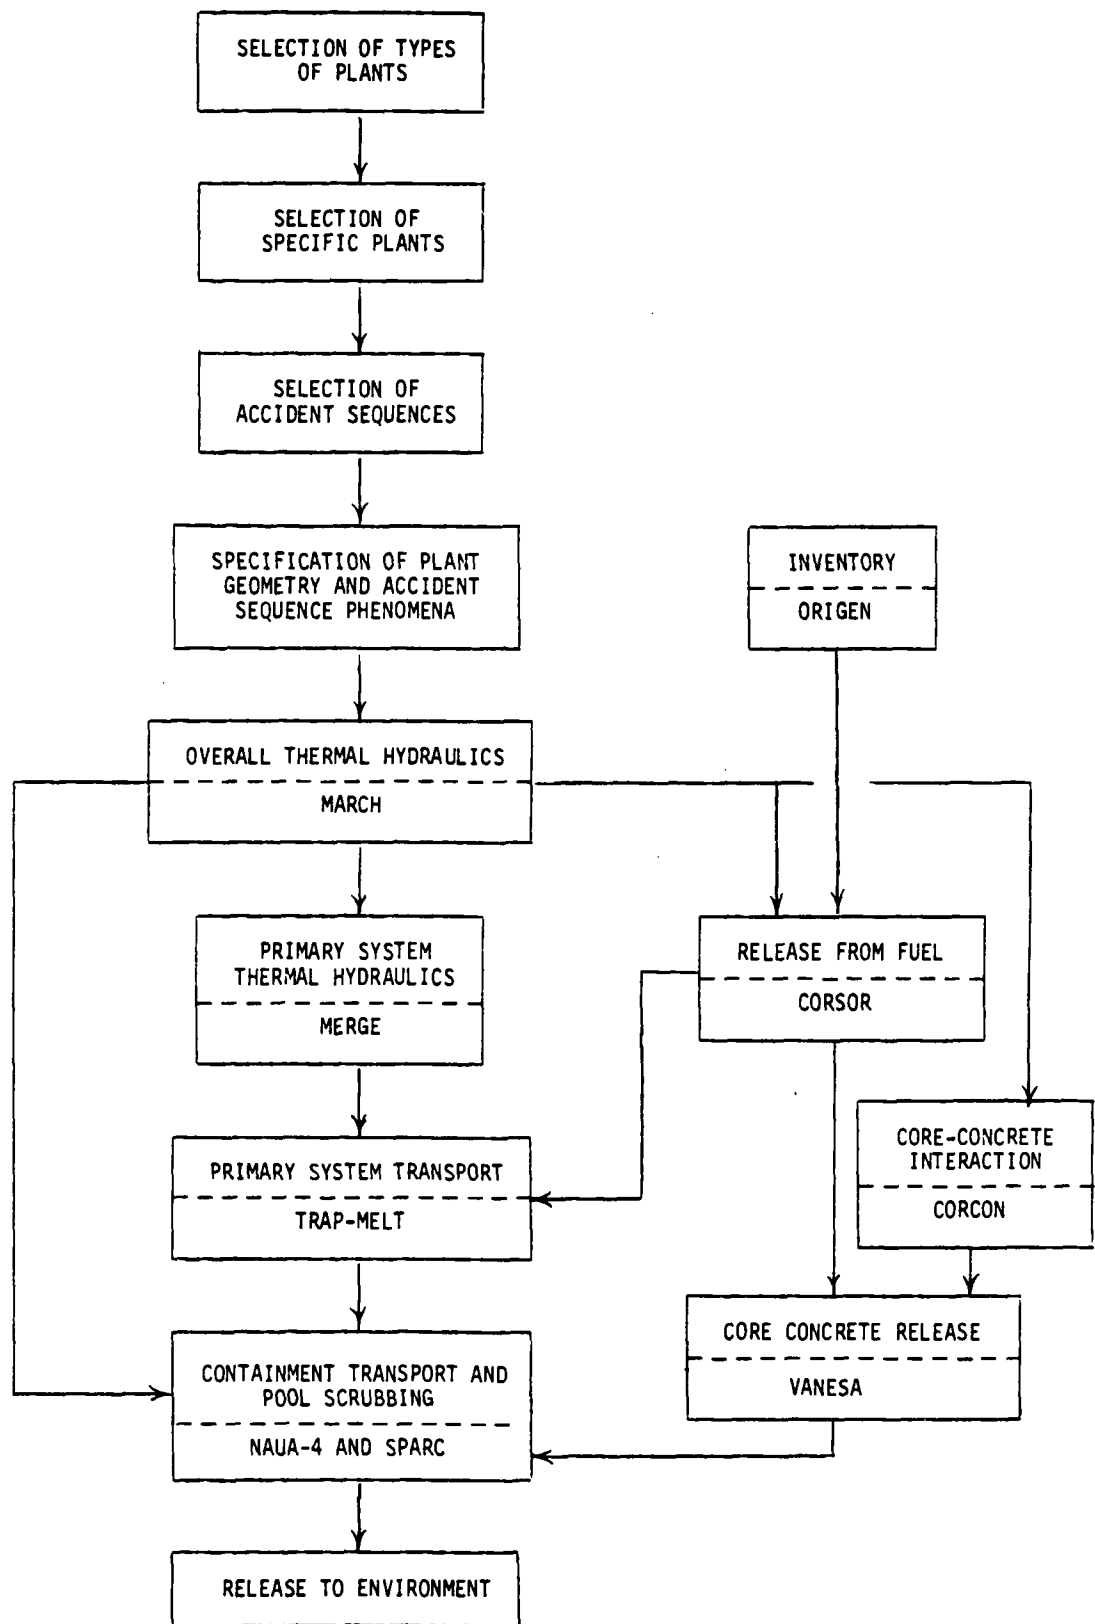 SELECTION OF TYPES
OF PLANTS
SELECTION OF
SPECIFIC PLANTS
SELECTION OF
ACCIDENT SEQUENCES
SPECIFICATION OF PLANT
GEOMETRY AND ACCIDENT
SEQUENCE PHENOMENA
INVENTORY
ORIGEN
OVERALL THERMAL HYDRAULICS
MARCH
PRIMARY SYSTEM
THERMAL HYDRAULICS
MERGE
RELEASE FROM FUEL
CORSOR
CORE-CONCRETE
INTERACTION
CORCON
PRIMARY SYSTEM TRANSPORT
TRAP-MELT
CORE CONCRETE RELEASE
VANESA
CONTAINMENT TRANSPORT AND
POOL SCRUBBING
NAUA-4 AND SPARC
RELEASE TO ENVIRONMENT